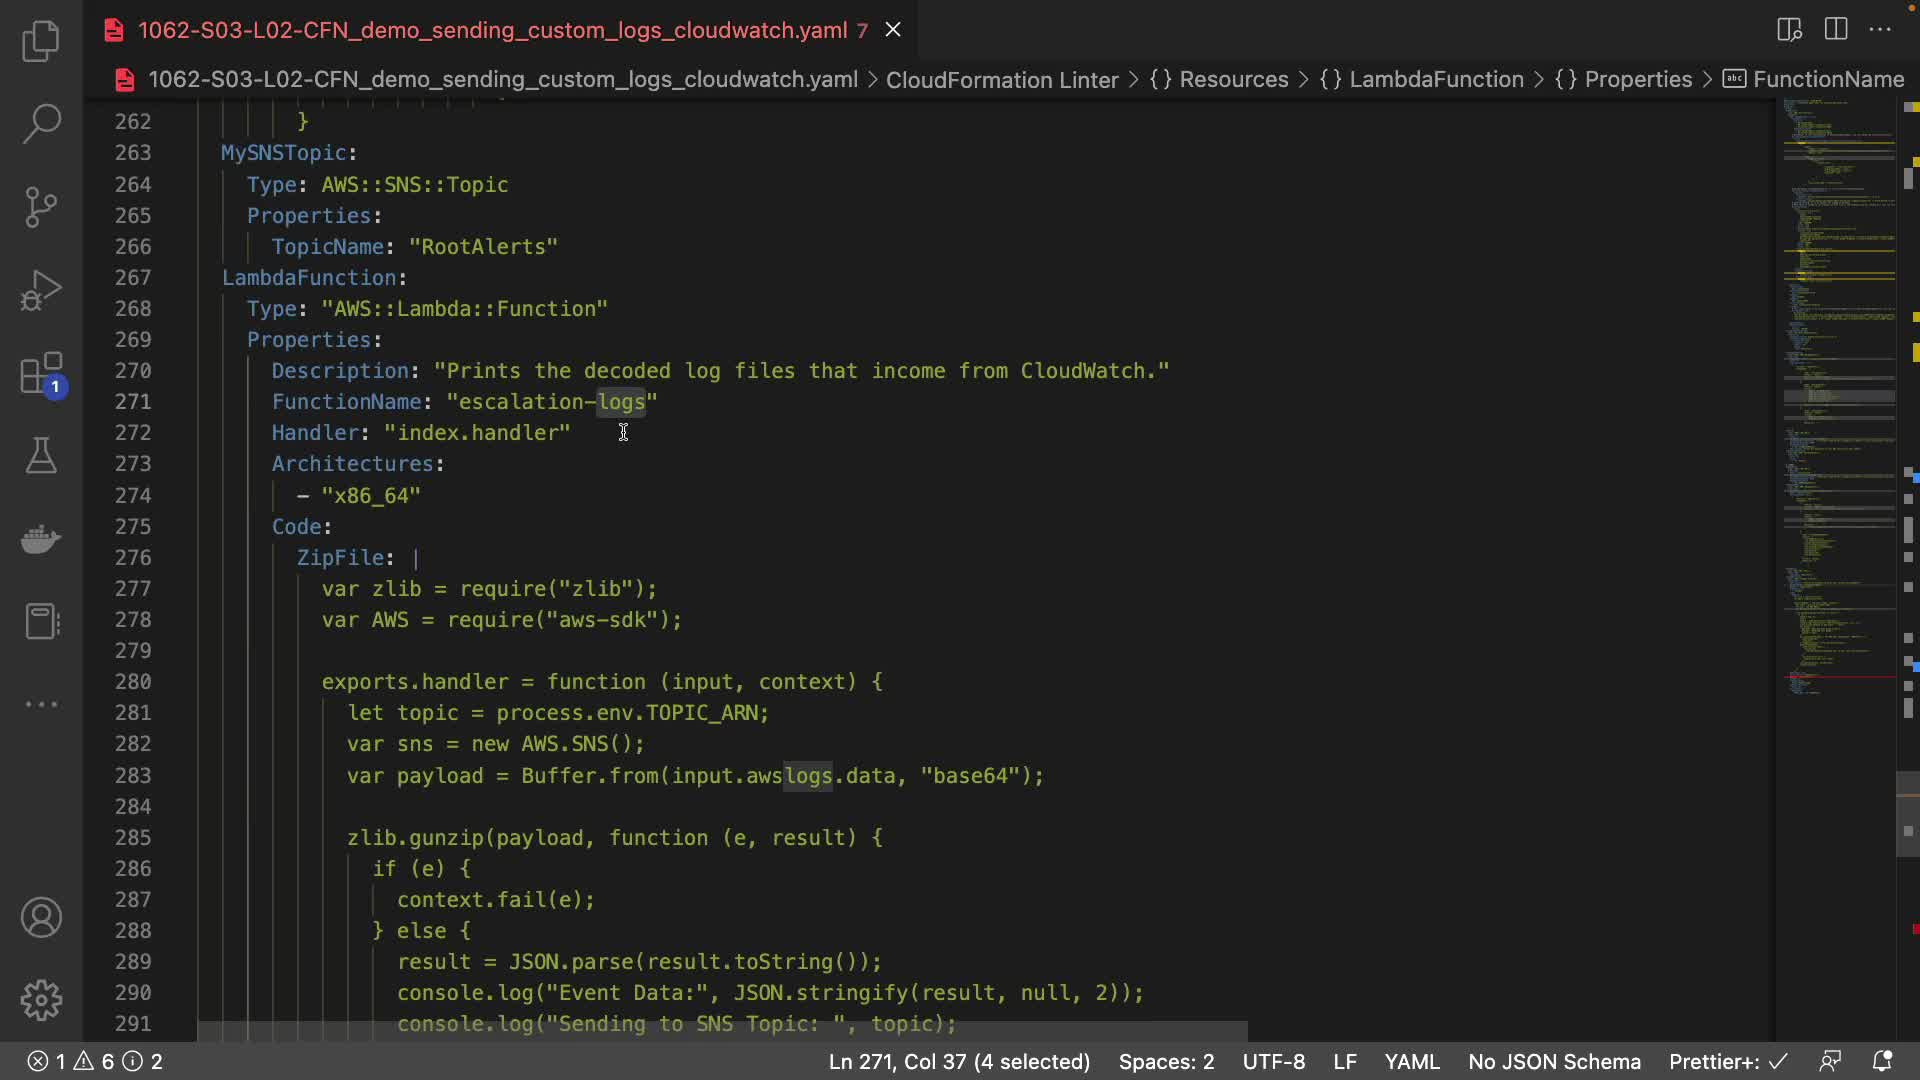 1062-S03-L02-CFN_demo_sending_custom_logs_cloudwatch.yaml 7
1062-S03-L02-CFN_demo_sending_custom_logs_cloudwatch.yaml > CloudFormation Linter > {} Resources > {} LambdaFunction > {} Properties > abc FunctionName
262 }
263 MySNSTopic:
264 Type: AWS::SNS::Topic
265 Properties:
266 TopicName: "RootAlerts"
267 LambdaFunction:
268 Type: "AWS::Lambda::Function"
269 Properties:
270 Description: "Prints the decoded log files that income from CloudWatch."
271 FunctionName: "escalation-logs"
272 Handler: "index.handler"
273 Architectures:
274 - "x86_64"
275 Code:
276 ZipFile: |
277 var zlib = require("zlib");
278 var AWS = require("aws-sdk");
279
280 exports.handler = function (input, context) {
281 let topic = process.env.TOPIC_ARN;
282 var sns = new AWS.SNS();
283 var payload = Buffer.from(input.awslogs.data, "base64");
284
285 zlib.gunzip(payload, function (e, result) {
286 if (e) {
287 context.fail(e);
288 } else {
289 result = JSON.parse(result.toString());
290 console.log("Event Data:", JSON.stringify(result, null, 2));
291 console.log("Sending to SNS Topic: ", topic);
1
1 6 2 Ln 271, Col 37 (4 selected) Spaces: 2 UTF-8 LF YAML No JSON Schema Prettier+: ✓